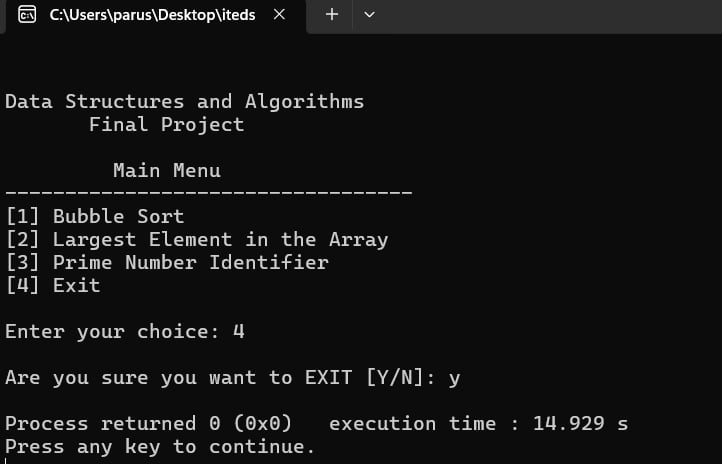 C:\Users\parus\Desktop\iteds
Data Structures and Algorithms
Final Project
Main Menu
----------------------------------
[1] Bubble Sort
[2] Largest Element in the Array
[3] Prime Number Identifier
[4] Exit
Enter your choice: 4
Are you sure you want to EXIT [Y/N]: y
Process returned 0 (0x0)   execution time : 14.929 s
Press any key to continue.